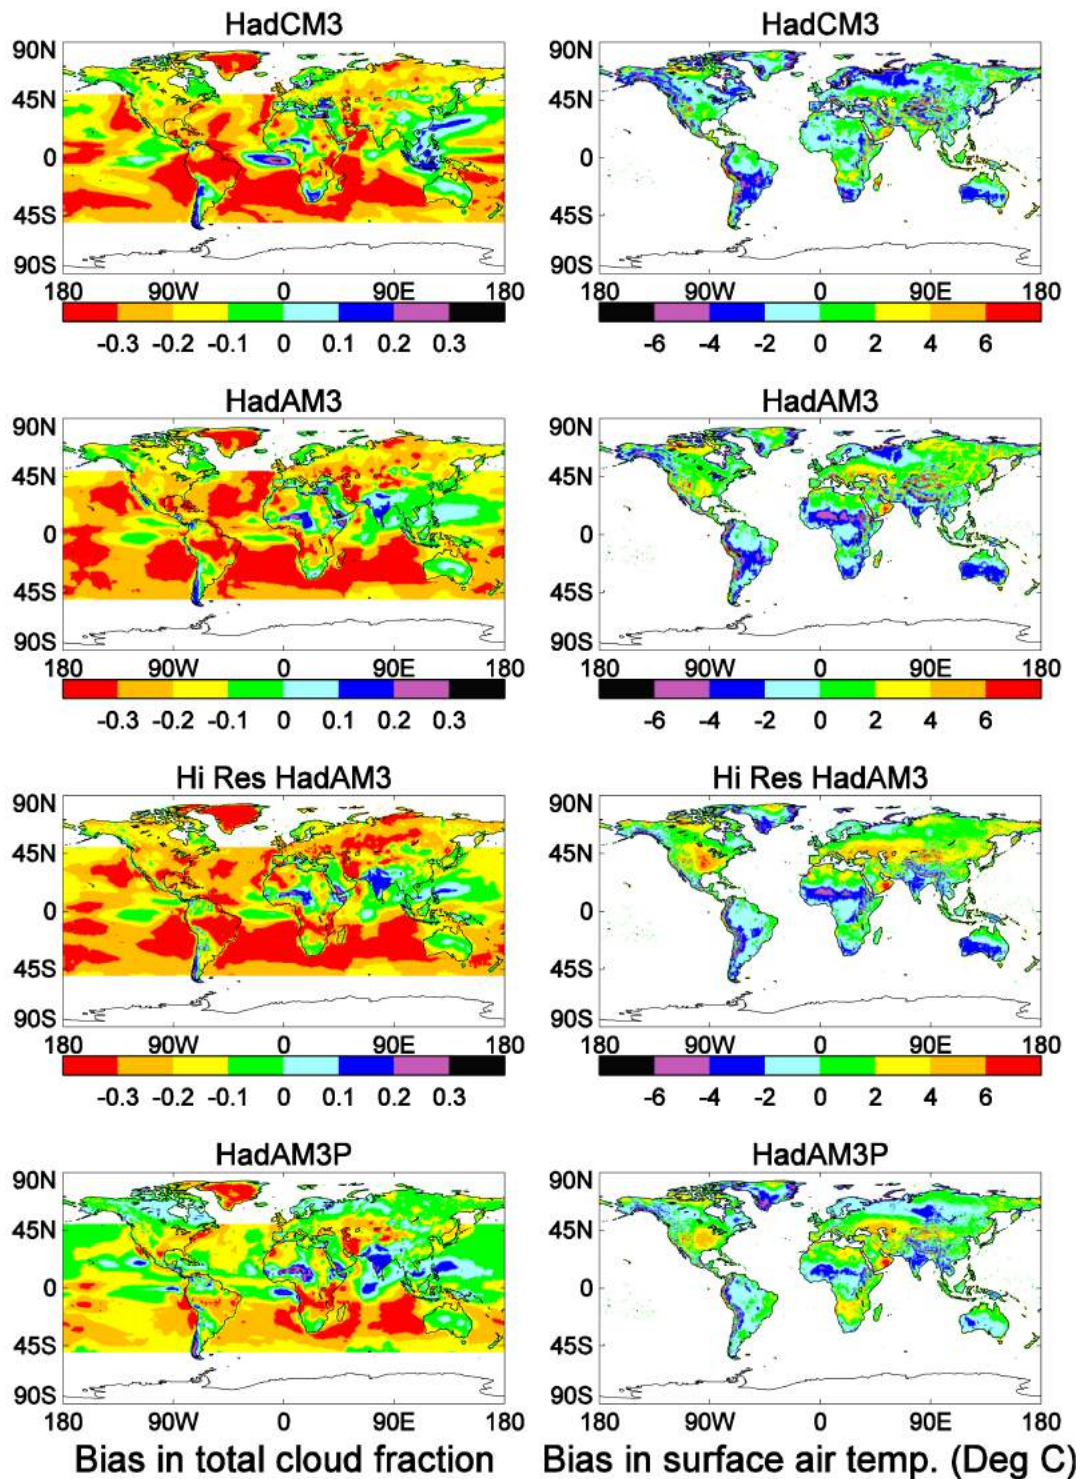 HadCM3
90N
45N
0
45S
90S
180 90W 0 90E 180
-0.3 -0.2 -0.1 0 0.1 0.2 0.3
HadCM3
90N
45N
0
45S
90S
180 90W 0 90E 180
-6 -4 -2 0 2 4 6
HadAM3
90N
45N
0
45S
90S
180 90W 0 90E 180
-0.3 -0.2 -0.1 0 0.1 0.2 0.3
HadAM3
90N
45N
0
45S
90S
180 90W 0 90E 180
-6 -4 -2 0 2 4 6
Hi Res HadAM3
90N
45N
0
45S
90S
180 90W 0 90E 180
-0.3 -0.2 -0.1 0 0.1 0.2 0.3
Hi Res HadAM3
90N
45N
0
45S
90S
180 90W 0 90E 180
-6 -4 -2 0 2 4 6
HadAM3P
90N
45N
0
45S
90S
180 90W 0 90E 180
Bias in total cloud fraction
HadAM3P
90N
45N
0
45S
90S
180 90W 0 90E 180
Bias in surface air temp. (Deg C)